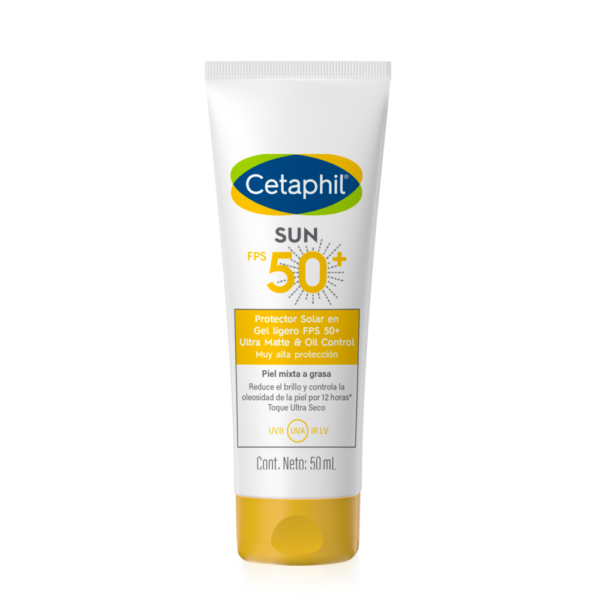 Cetaphil®
SUN
FPS 50+
Protector Solar en
Gel ligero FPS 50+
Ultra Matte & Oil Control
Muy alta protección
Piel mixta a grasa
Reduce el brillo y controla la
oleosidad de la piel por 12 horas*
Toque Ultra Seco
UVB UVA IR LV
Cont. Neto: 50 mL